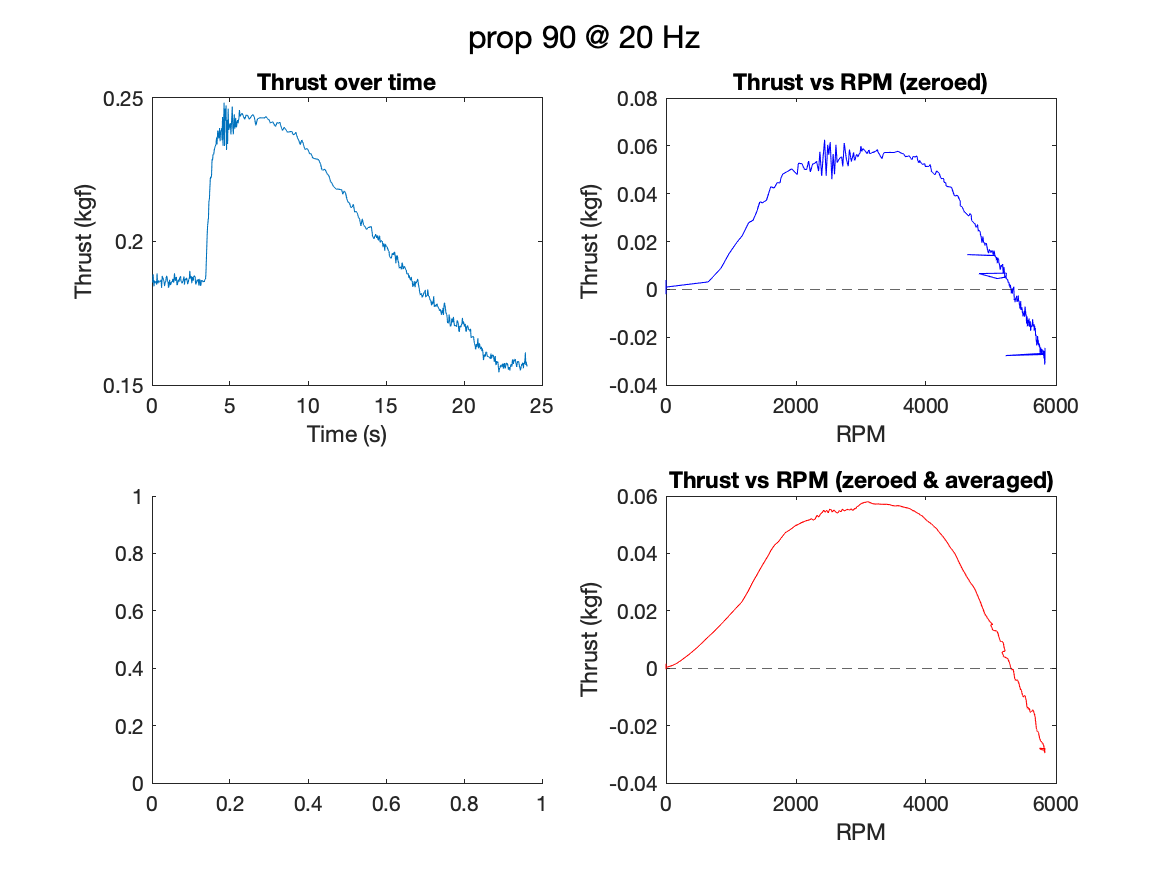 prop 90 @ 20 Hz
Thrust over time
0.25
0.2
0.15
Thrust (kgf)
0 5 10 15 20 25
Time (s)
Thrust vs RPM (zeroed)
0.08
0.06
0.04
0.02
0
-0.02
-0.04
Thrust (kgf)
0 2000 4000 6000
RPM
1
0.8
0.6
0.4
0.2
0
0 0.2 0.4 0.6 0.8 1
Thrust vs RPM (zeroed & averaged)
0.06
0.04
0.02
0
-0.02
-0.04
Thrust (kgf)
0 2000 4000 6000
RPM